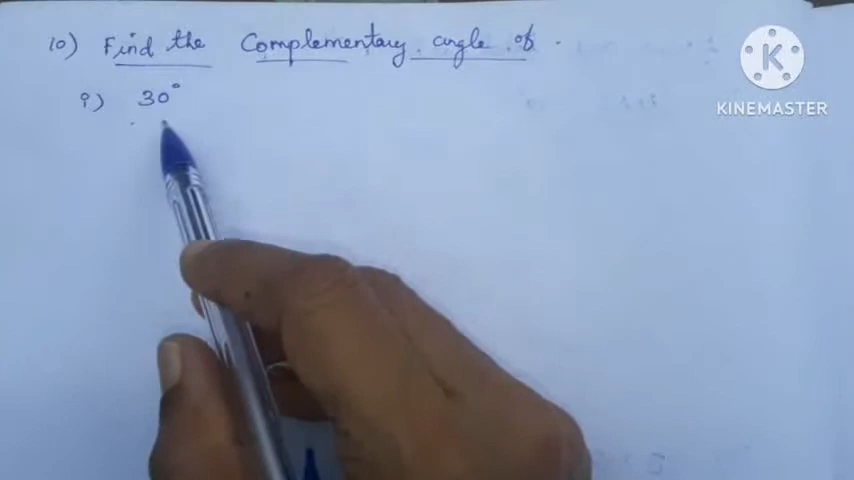 10) Find the Complementary angle of.
i) 30°
K
KINEMASTER